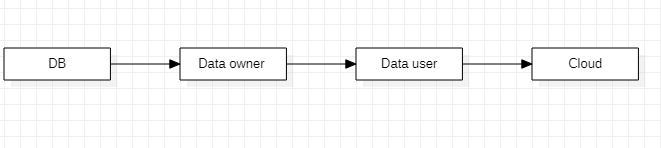 DB
Data owner
Data user
Cloud